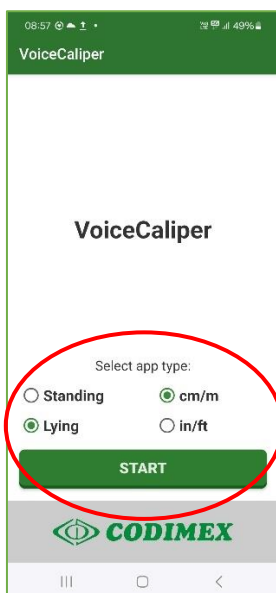 08:57
49%
VoiceCaliper
VoiceCaliper
Select app type:
Standing
cm/m
Lying
in/ft
START
CODIMEX